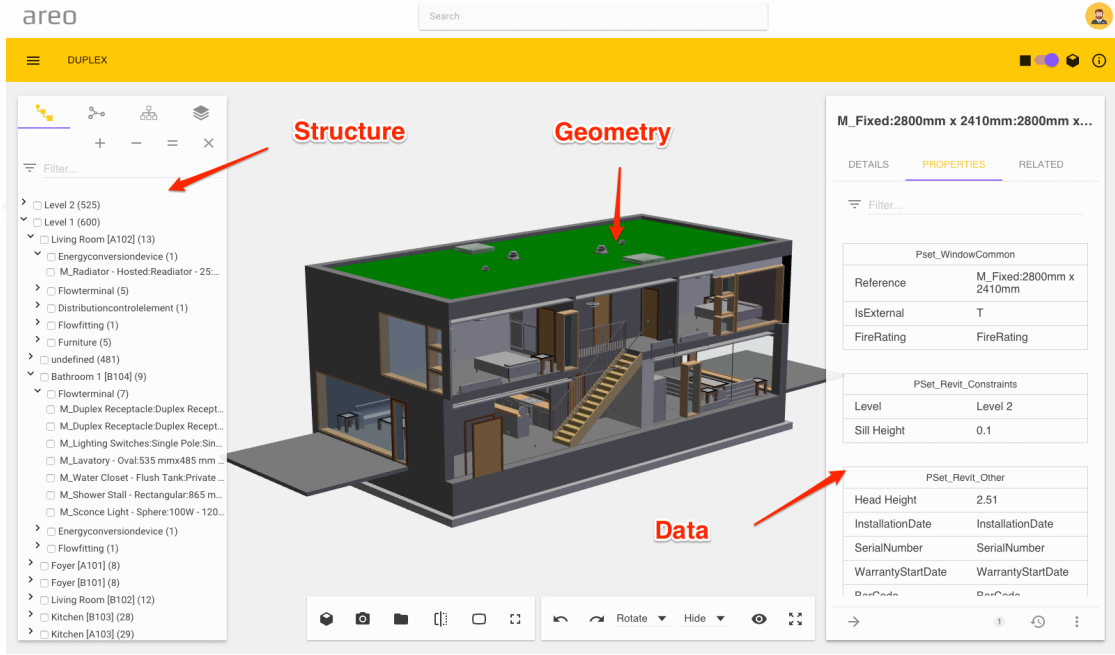 areo
Search
DUPLEX
Structure
Geometry
Data
Filter...
Level 2 (525)
Level 1 (600)
Living Room [A102] (13)
Energyconversiondevice (1)
M_Radiator - Hosted:Readiator - 25:...
Flowterminal (5)
Distributioncontrolelement (1)
Flowfitting (1)
Furniture (5)
undefined (481)
Bathroom 1 [B104] (9)
Flowterminal (7)
M_Duplex Receptacle:Duplex Recept...
M_Duplex Receptacle:Duplex Recept...
M_Lighting Switches:Single Pole:Sin...
M_Lavatory - Oval:535 mmx485 mm ...
M_Water Closet - Flush Tank:Private ...
M_Shower Stall - Rectangular:865 m...
M_Sconce Light - Sphere:100W - 120...
Energyconversiondevice (1)
Flowfitting (1)
Foyer [A101] (8)
Foyer [B101] (8)
Living Room [B102] (12)
Kitchen [B103] (28)
Kitchen [A103] (29)
Rotate
Hide
M_Fixed:2800mm x 2410mm:2800mm x...
DETAILS PROPERTIES RELATED
Filter...
Pset_WindowCommon
Reference M_Fixed:2800mm x
2410mm
IsExternal T
FireRating FireRating
PSet_Revit_Constraints
Level Level 2
Sill Height 0.1
PSet_Revit_Other
Head Height 2.51
InstallationDate InstallationDate
SerialNumber SerialNumber
WarrantyStartDate WarrantyStartDate
BarCode BarCode
1